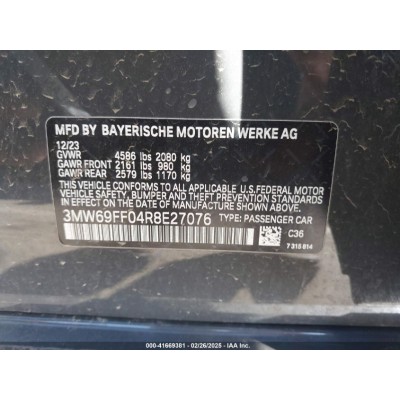 MFD BY BAYERISCHE MOTOREN WERKE AG
12/23
GVWR 4586 lbs 2080 kg
GAWR FRONT 2161 lbs 980 kg
GAWR REAR 2579 lbs 1170 kg
THIS VEHICLE CONFORMS TO ALL APPLICABLE U.S.FEDERAL MOTOR
VEHICLE SAFETY, BUMPER, AND THEFT PREVENTION STANDARDS
IN EFFECT ON THE DATE OF MANUFACTURE SHOWN ABOVE.
3MW69FF04R8E27076 TYPE: PASSENGER CAR
C36
7 315 814
000-41669381 - 02/26/2025 - IAA Inc.